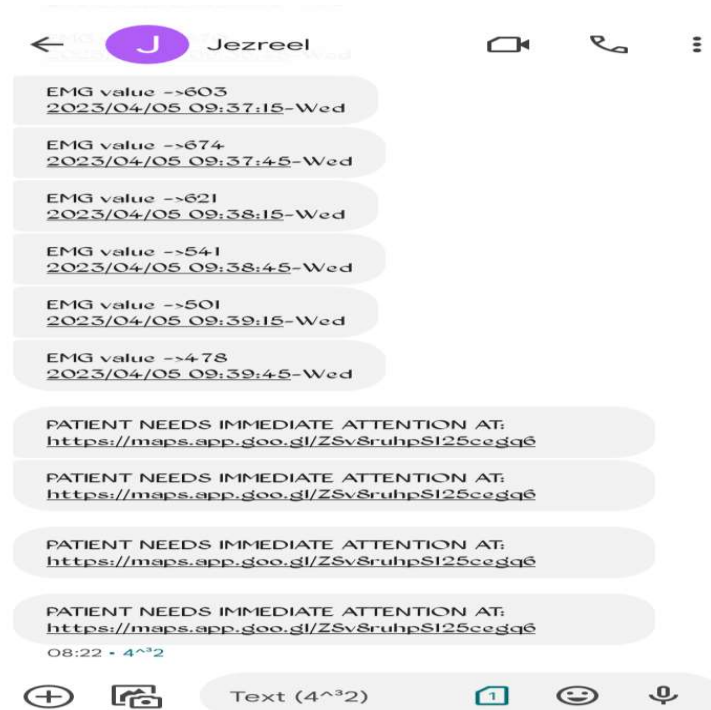 J Jezreel
EMG value ->603
2023/04/05 09:37:15-Wed
EMG value ->674
2023/04/05 09:37:45-Wed
EMG value ->621
2023/04/05 09:38:15-Wed
EMG value ->541
2023/04/05 09:38:45-Wed
EMG value ->501
2023/04/05 09:39:15-Wed
EMG value ->478
2023/04/05 09:39:45-Wed
PATIENT NEEDS IMMEDIATE ATTENTION AT:
https://maps.app.goo.gl/ZSv8ruhpS125cegq6
PATIENT NEEDS IMMEDIATE ATTENTION AT:
https://maps.app.goo.gl/ZSv8ruhpS125cegq6
PATIENT NEEDS IMMEDIATE ATTENTION AT:
https://maps.app.goo.gl/ZSv8ruhpS125cegq6
PATIENT NEEDS IMMEDIATE ATTENTION AT:
https://maps.app.goo.gl/ZSv8ruhpS125cegq6
08:22 • 4^³2
Text (4^³2) 1